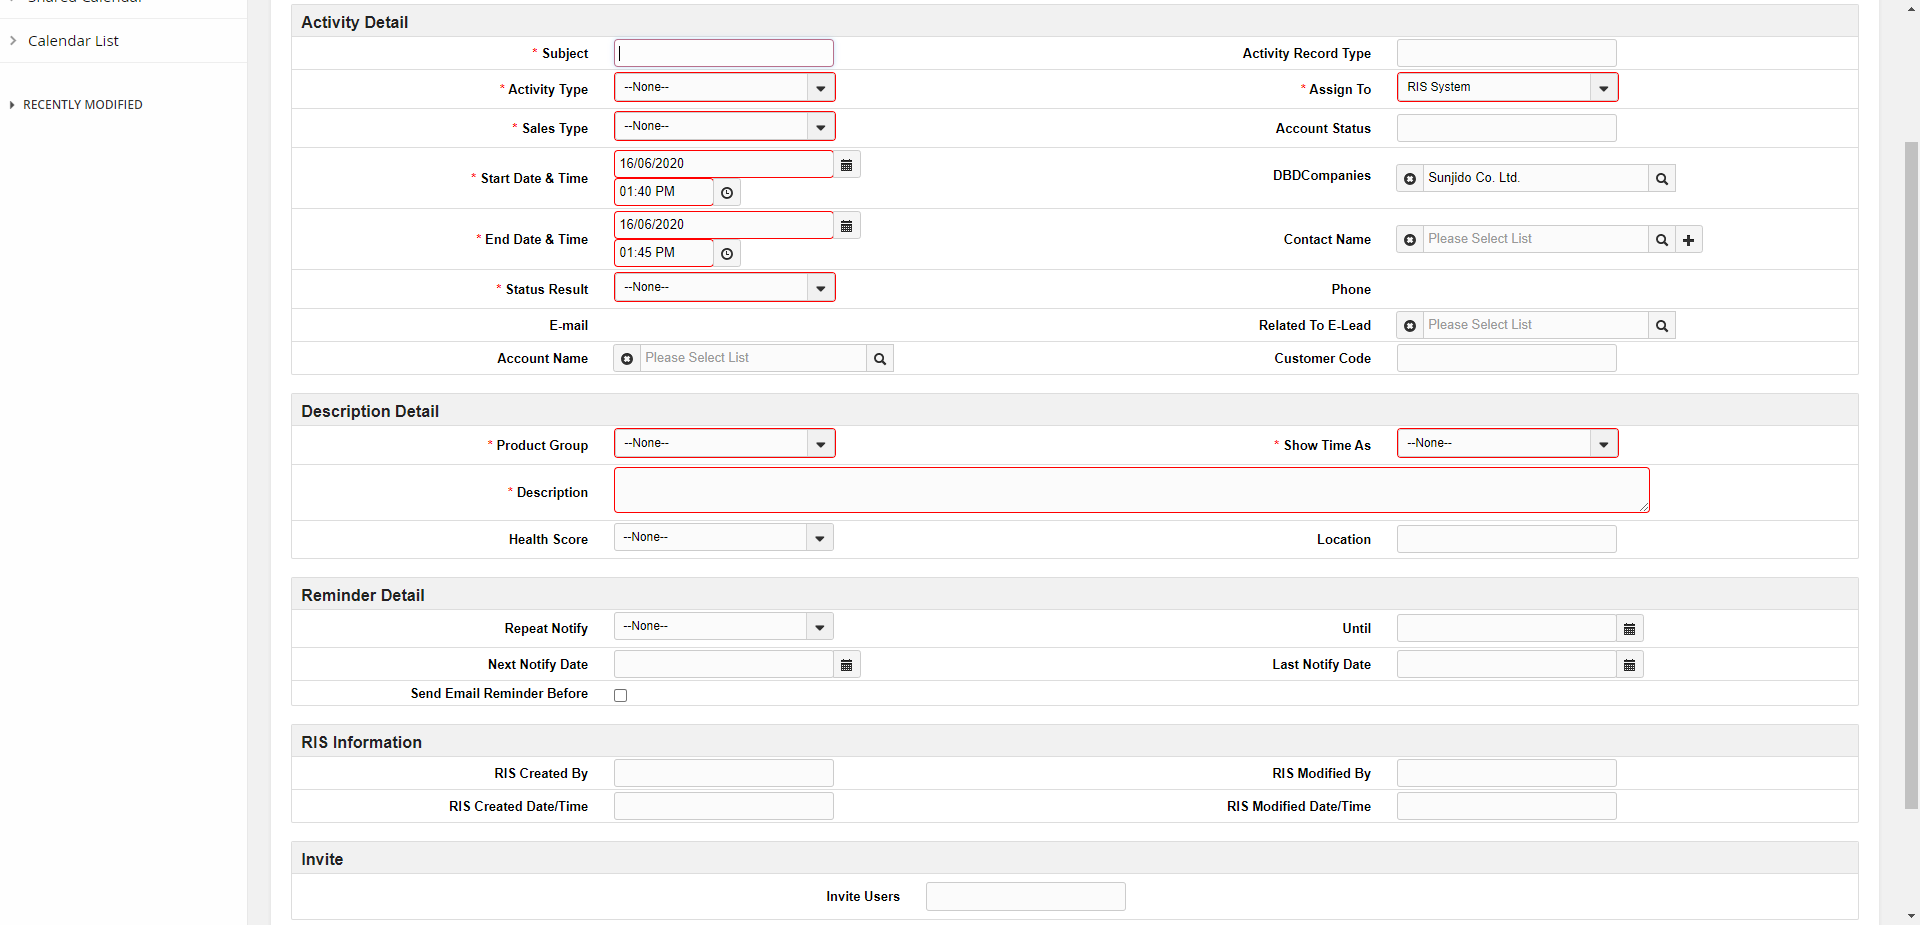 Shared Calendar
Calendar List
RECENTLY MODIFIED
Activity Detail
* Subject
Activity Record Type
* Activity Type --None--
* Assign To RIS System
* Sales Type --None--
Account Status
* Start Date & Time 16/06/2020
01:40 PM
DBDCompanies Sunjido Co. Ltd.
* End Date & Time 16/06/2020
01:45 PM
Contact Name Please Select List
* Status Result --None--
Phone
E-mail
Related To E-Lead Please Select List
Account Name Please Select List
Customer Code
Description Detail
* Product Group --None--
* Show Time As --None--
* Description
Health Score --None--
Location
Reminder Detail
Repeat Notify --None--
Until
Next Notify Date
Last Notify Date
Send Email Reminder Before
RIS Information
RIS Created By
RIS Modified By
RIS Created Date/Time
RIS Modified Date/Time
Invite
Invite Users